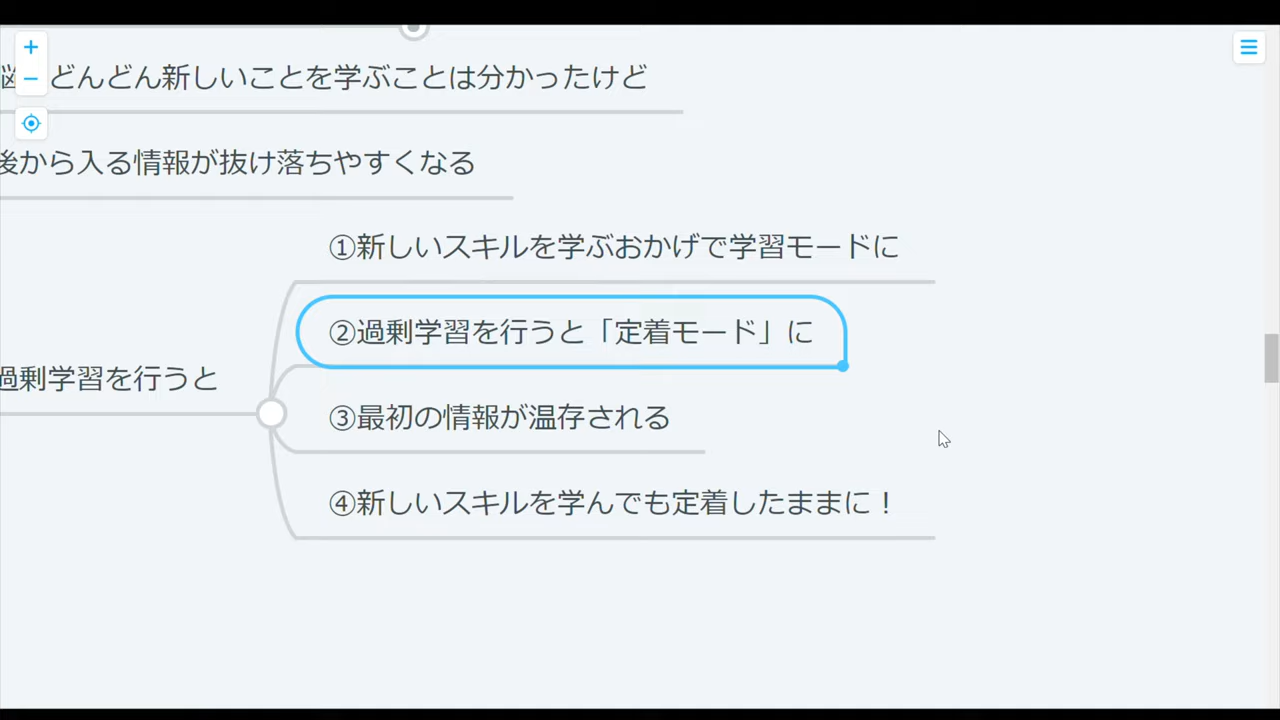 どんどん新しいことを学ぶことは分かったけど
後から入る情報が抜け落ちやすくなる
①新しいスキルを学ぶおかげで学習モードに
②過剰学習を行うと「定着モード」に
過剰学習を行うと
③最初の情報が温存される
④新しいスキルを学んでも定着したままに！